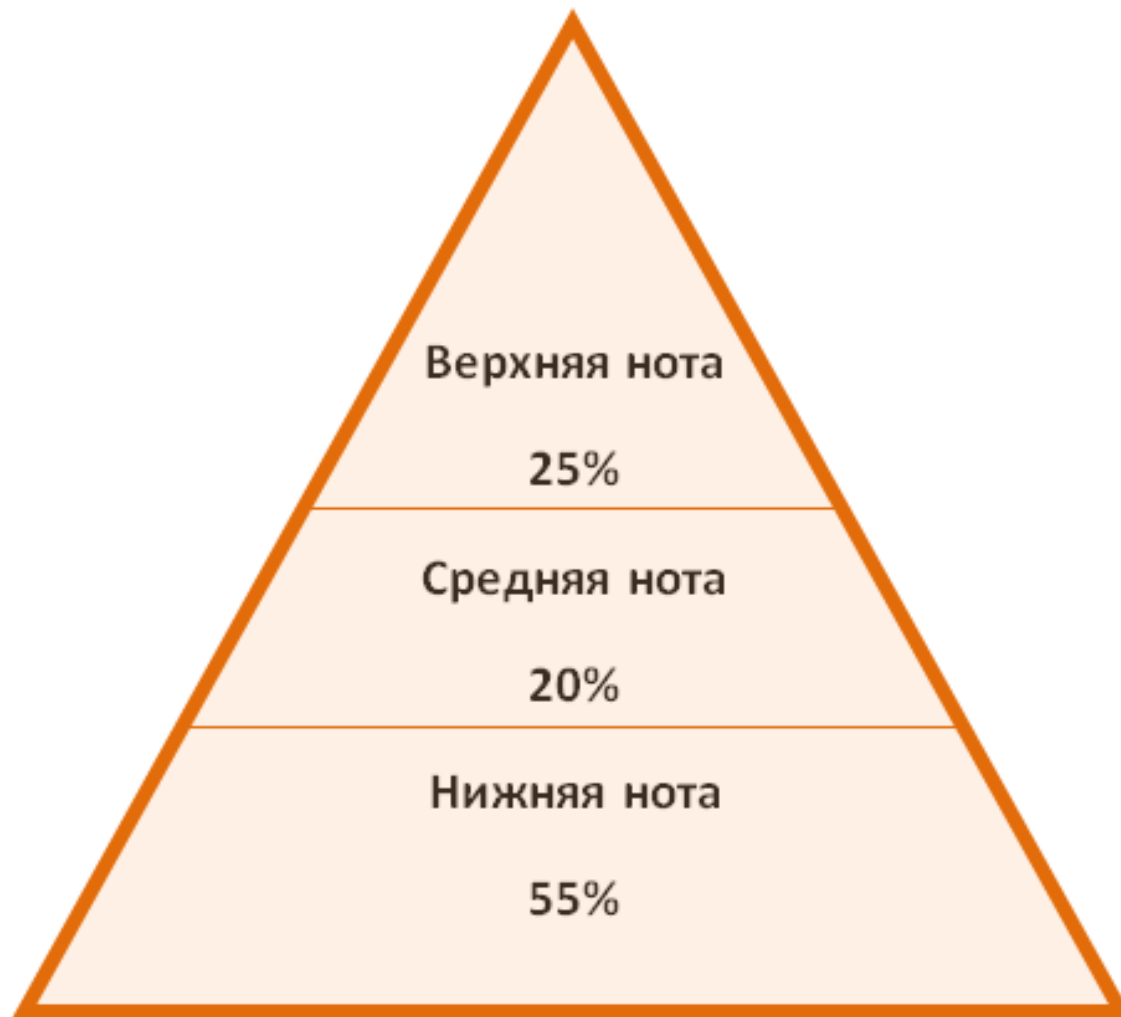 Верхняя нота
25%
Средняя нота
20%
Нижняя нота
55%